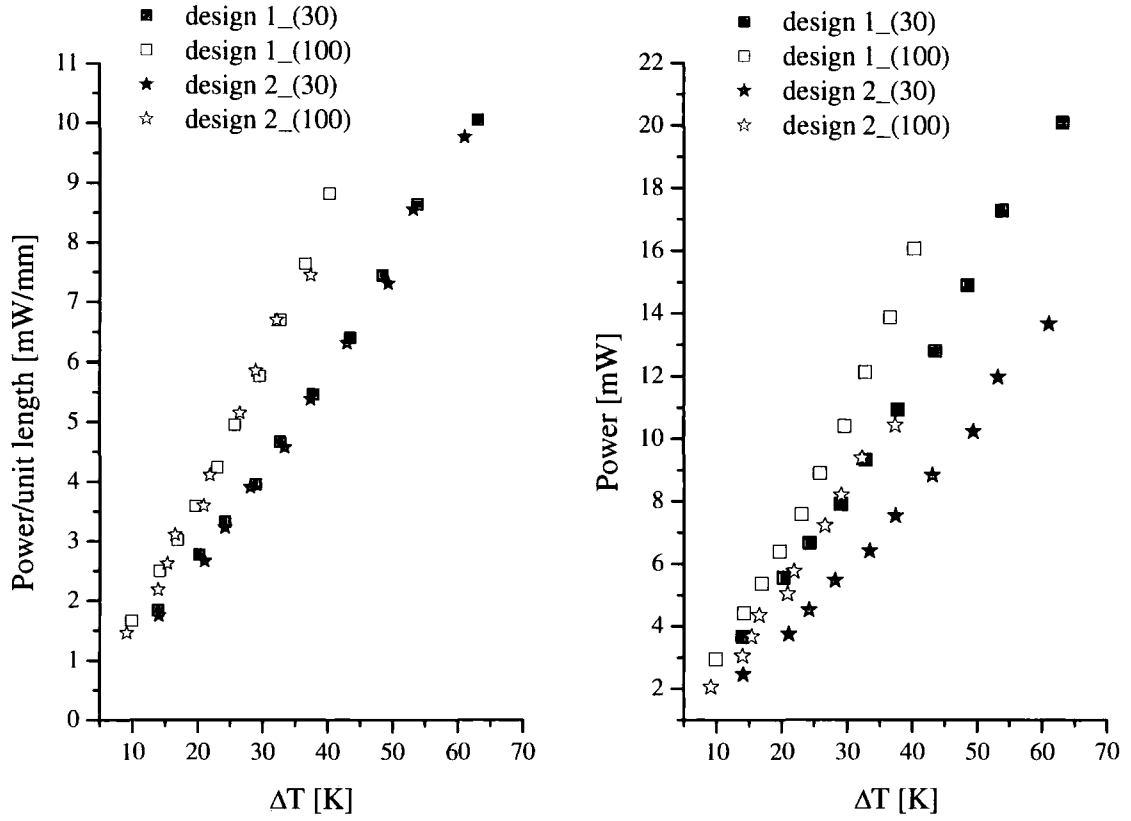 design 1_(30)
design 1_(100)
design 2_(30)
design 2_(100)
11
10
9
8
7
6
5
4
3
2
1
0
Power/unit length [mW/mm]
10 20 30 40 50 60 70
ΔT [K]
design 1_(30)
design 1_(100)
design 2_(30)
design 2_(100)
22
20
18
16
14
12
10
8
6
4
2
Power [mW]
10 20 30 40 50 60 70
ΔT [K]